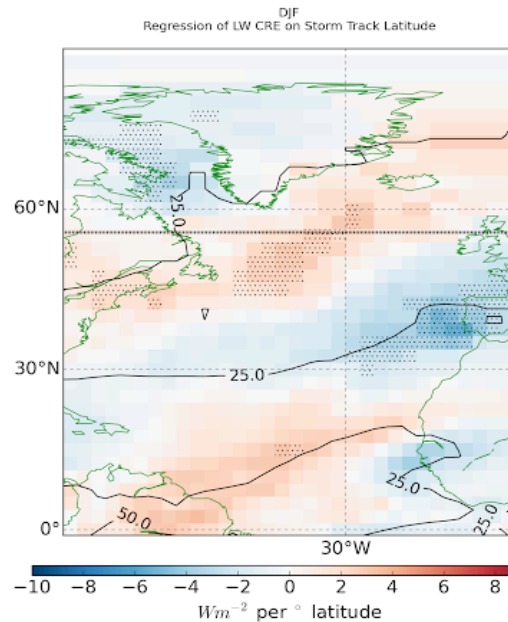 DJF
Regression of LW CRE on Storm Track Latitude
25.0
60°N
30°N
25.0
25.0
50.0
25.0
0°
30°W
−10 −8 −6 −4 −2 0 2 4 6 8
Wm⁻² per ° latitude